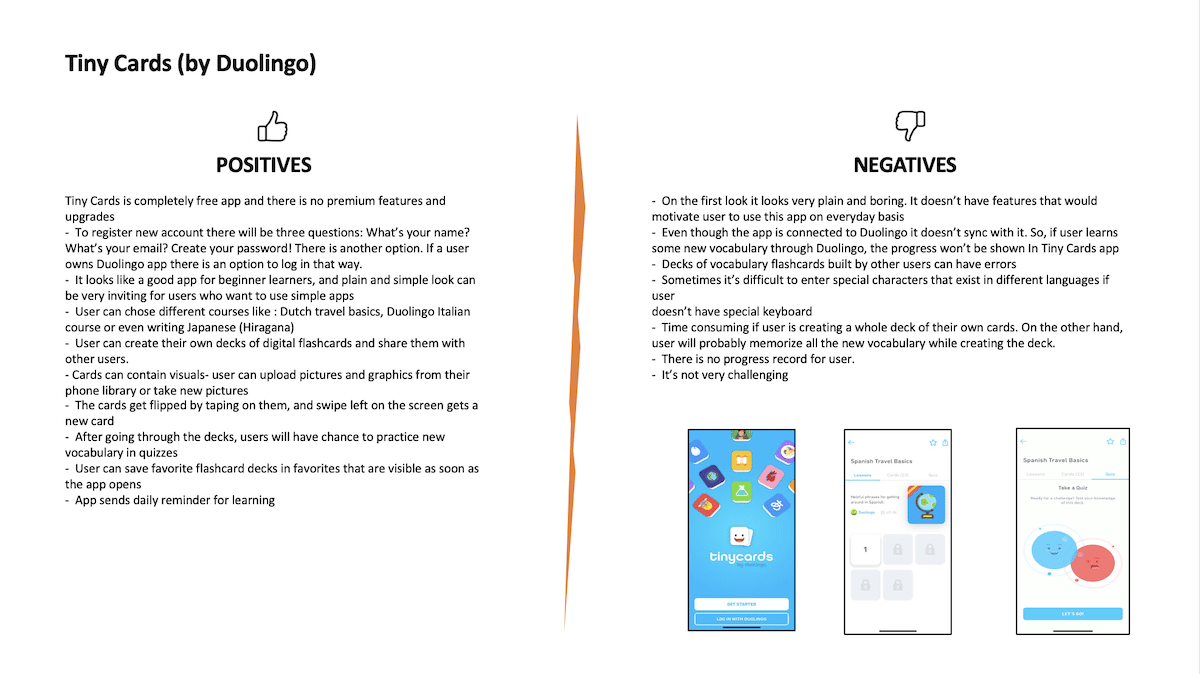 Tiny Cards (by Duolingo)
POSITIVES
Tiny Cards is completely free app and there is no premium features and
upgrades
- To register new account there will be three questions: What's your name?
What's your email? Create your password! There is another option. If a user
owns Duolingo app there is an option to log in that way.
- It looks like a good app for beginner learners, and plain and simple look can
be very inviting for users who want to use simple apps
- User can chose different courses like : Dutch travel basics, Duolingo Italian
course or even writing Japanese (Hiragana)
- User can create their own decks of digital flashcards and share them with
other users.
- Cards can contain visuals- user can upload pictures and graphics from their
phone library or take new pictures
- The cards get flipped by taping on them, and swipe left on the screen gets a
new card
- After going through the decks, users will have chance to practice new
vocabulary in quizzes
- User can save favorite flashcard decks in favorites that are visible as soon as
the app opens
- App sends daily reminder for learning
NEGATIVES
- On the first look it looks very plain and boring. It doesn't have features that would
motivate user to use this app on everyday basis
- Even though the app is connected to Duolingo it doesn't sync with it. So, if user learns
some new vocabulary through Duolingo, the progress won't be shown In Tiny Cards app
- Decks of vocabulary flashcards built by other users can have errors
- Sometimes it's difficult to enter special characters that exist in different languages if
user
doesn't have special keyboard
- Time consuming if user is creating a whole deck of their own cards. On the other hand,
user will probably memorize all the new vocabulary while creating the deck.
- There is no progress record for user.
- It's not very challenging
tinycards
by duolingo
GET STARTED
LOG IN WITH DUOLINGO
Spanish Travel Basics
Lessons Cards Quiz
Helpful phrases for getting
around in Spanish
Duolingo
1
Spanish Travel Basics
Lessons Cards Quiz
Take a Quiz
Ready for a challenge? Test your knowledge
of this deck
LET'S GO!